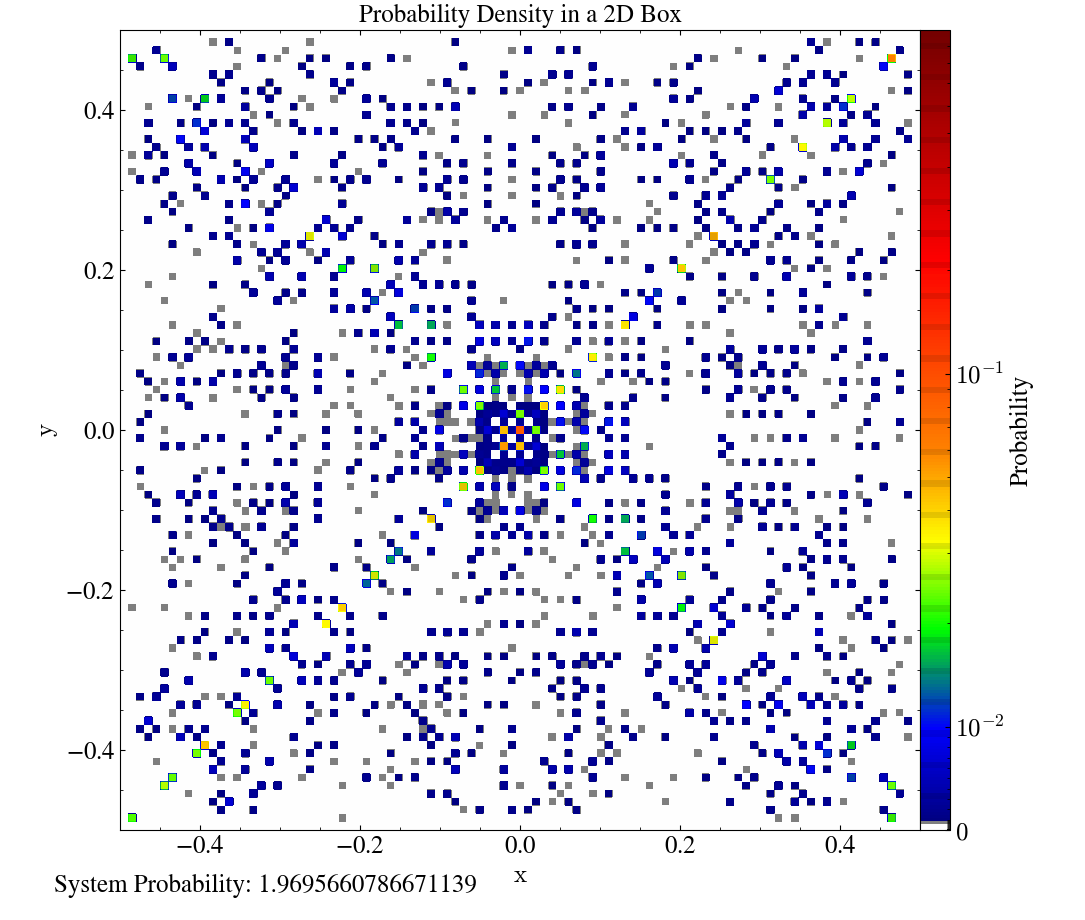 Probability Density in a 2D Box
0.4
0.2
0.0
−0.2
−0.4
y
−0.4 −0.2 0.0 0.2 0.4
x
10⁻¹
10⁻²
0
Probability
System Probability: 1.9695660786671139